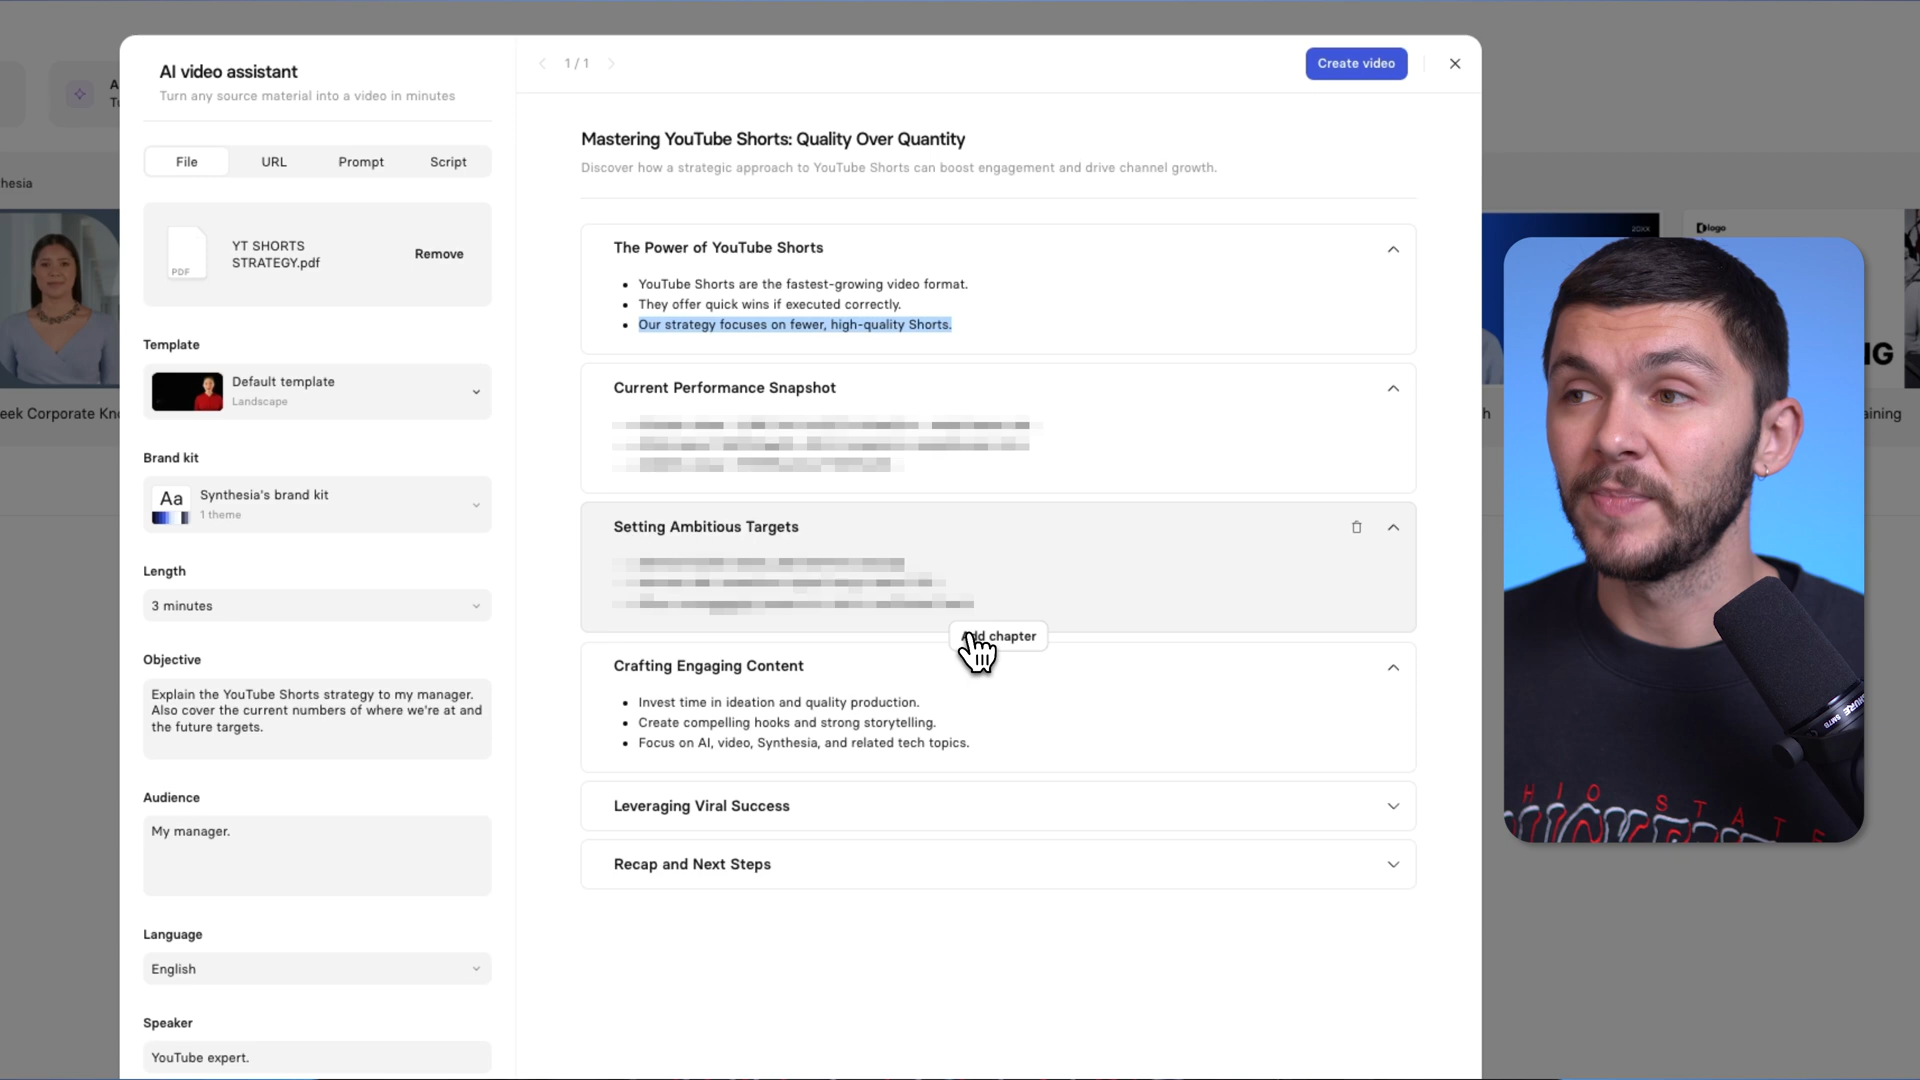 AI video assistant
Turn any source material into a video in minutes
File
URL
Prompt
Script
PDF
YT SHORTS
STRATEGY.pdf
Remove
Template
Default template
Landscape
Brand kit
Aa
Synthesia's brand kit
1 theme
Length
3 minutes
Objective
Explain the YouTube Shorts strategy to my manager.
Also cover the current numbers of where we're at and
the future targets.
Audience
My manager.
Language
English
Speaker
YouTube expert.
1 / 1
Create video
Mastering YouTube Shorts: Quality Over Quantity
Discover how a strategic approach to YouTube Shorts can boost engagement and drive channel growth.
The Power of YouTube Shorts
• YouTube Shorts are the fastest-growing video format.
• They offer quick wins if executed correctly.
• Our strategy focuses on fewer, high-quality Shorts.
Current Performance Snapshot
Setting Ambitious Targets
chapter
Crafting Engaging Content
• Invest time in ideation and quality production.
• Create compelling hooks and strong storytelling.
• Focus on AI, video, Synthesia, and related tech topics.
Leveraging Viral Success
Recap and Next Steps
hesia
eek Corporate Kno
20XX
logo
NG
aining
HIO STATE
SHURE SM7B